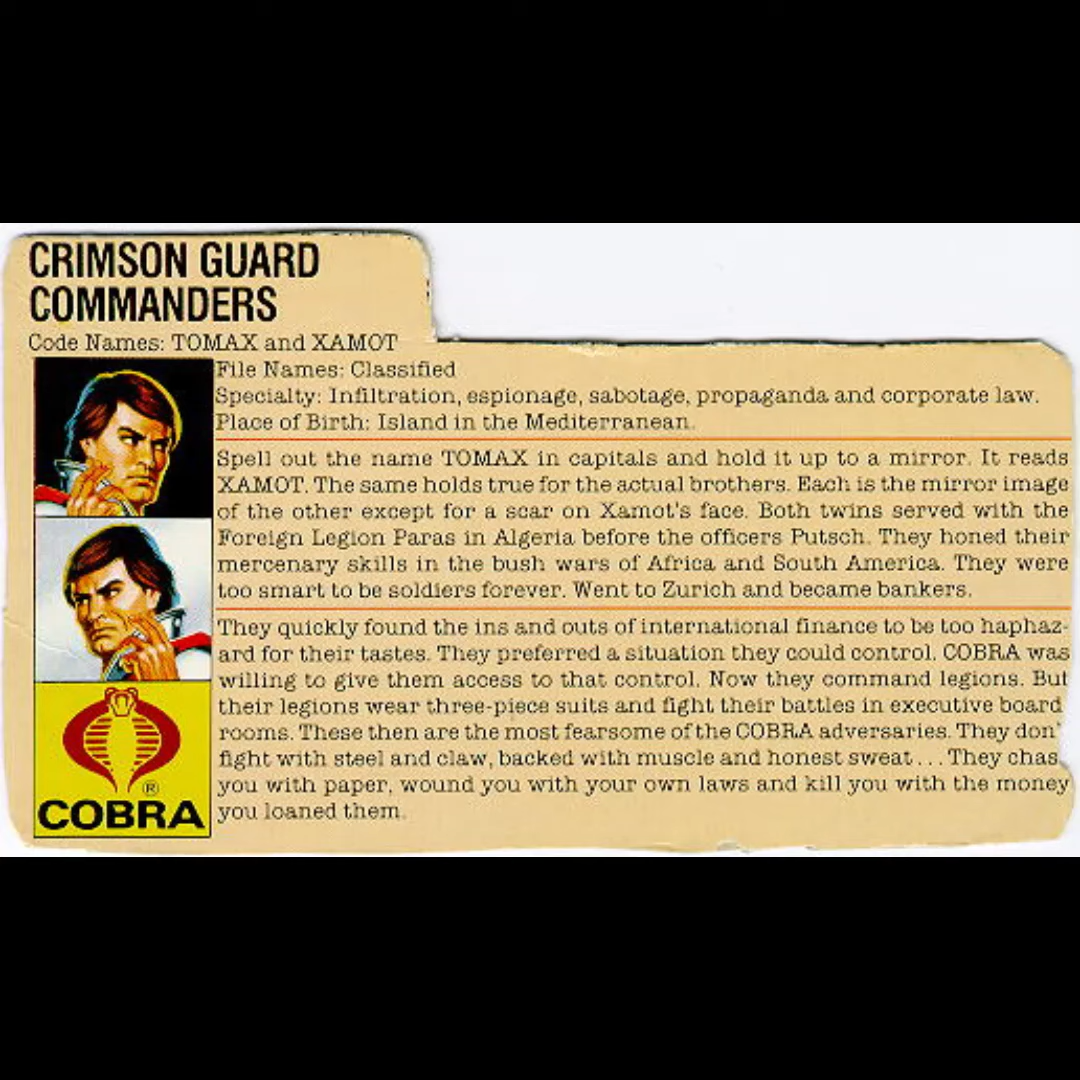 CRIMSON GUARD
COMMANDERS
Code Names: TOMAX and XAMOT
File Names: Classified
Specialty: Infiltration, espionage, sabotage, propaganda and corporate law.
Place of Birth: Island in the Mediterranean.
Spell out the name TOMAX in capitals and hold it up to a mirror. It reads
XAMOT. The same holds true for the actual brothers. Each is the mirror image
of the other except for a scar on Xamot's face. Both twins served with the
Foreign Legion Paras in Algeria before the officers Putsch. They honed their
mercenary skills in the bush wars of Africa and South America. They were
too smart to be soldiers forever. Went to Zurich and became bankers.
They quickly found the ins and outs of international finance to be too haphaz-
ard for their tastes. They preferred a situation they could control. COBRA was
willing to give them access to that control. Now they command legions. But
their legions wear three-piece suits and fight their battles in executive board
rooms. These then are the most fearsome of the COBRA adversaries. They don'
fight with steel and claw, backed with muscle and honest sweat... They chas
you with paper, wound you with your own laws and kill you with the money
you loaned them.
®
COBRA